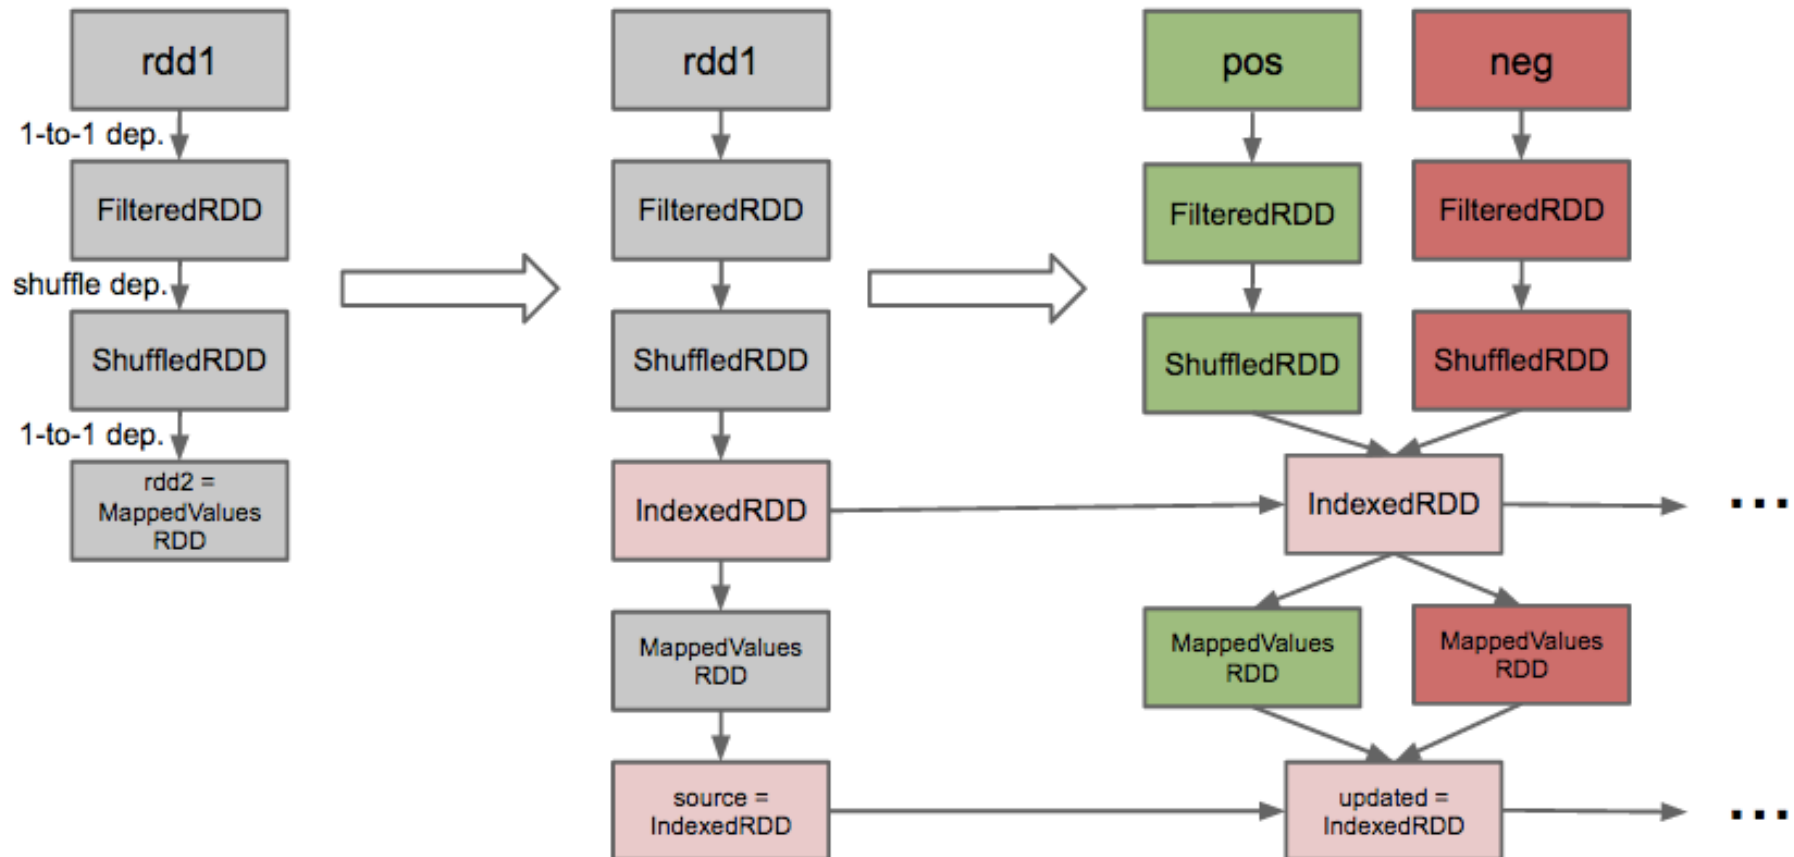 rdd1
1-to-1 dep.
FilteredRDD
shuffle dep.
ShuffledRDD
1-to-1 dep.
rdd2 =
MappedValues
RDD
rdd1
FilteredRDD
ShuffledRDD
IndexedRDD
MappedValues
RDD
source =
IndexedRDD
pos
neg
FilteredRDD
FilteredRDD
ShuffledRDD
ShuffledRDD
IndexedRDD
...
MappedValues
RDD
MappedValues
RDD
updated =
IndexedRDD
...